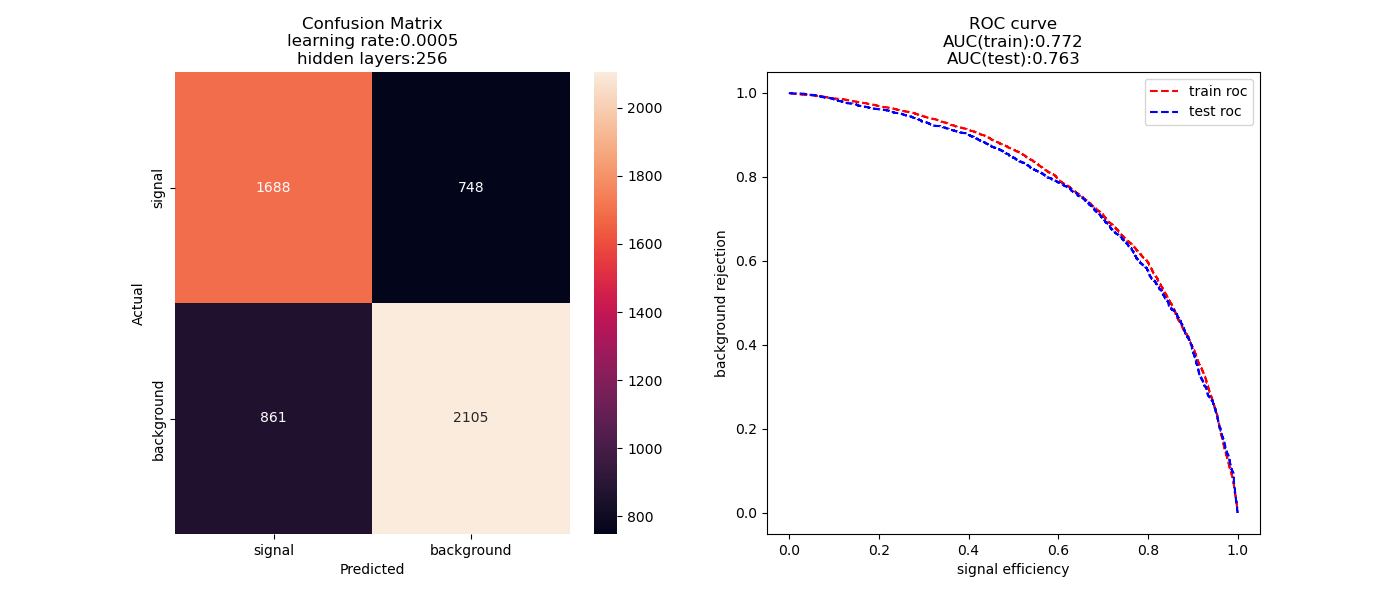 Confusion Matrix
learning rate:0.0005
hidden layers:256
signal
background
Actual
1688
748
861
2105
signal
background
Predicted
2000
1800
1600
1400
1200
1000
800
ROC curve
AUC(train):0.772
AUC(test):0.763
train roc
test roc
background rejection
1.0
0.8
0.6
0.4
0.2
0.0
0.0
0.2
0.4
0.6
0.8
1.0
signal efficiency